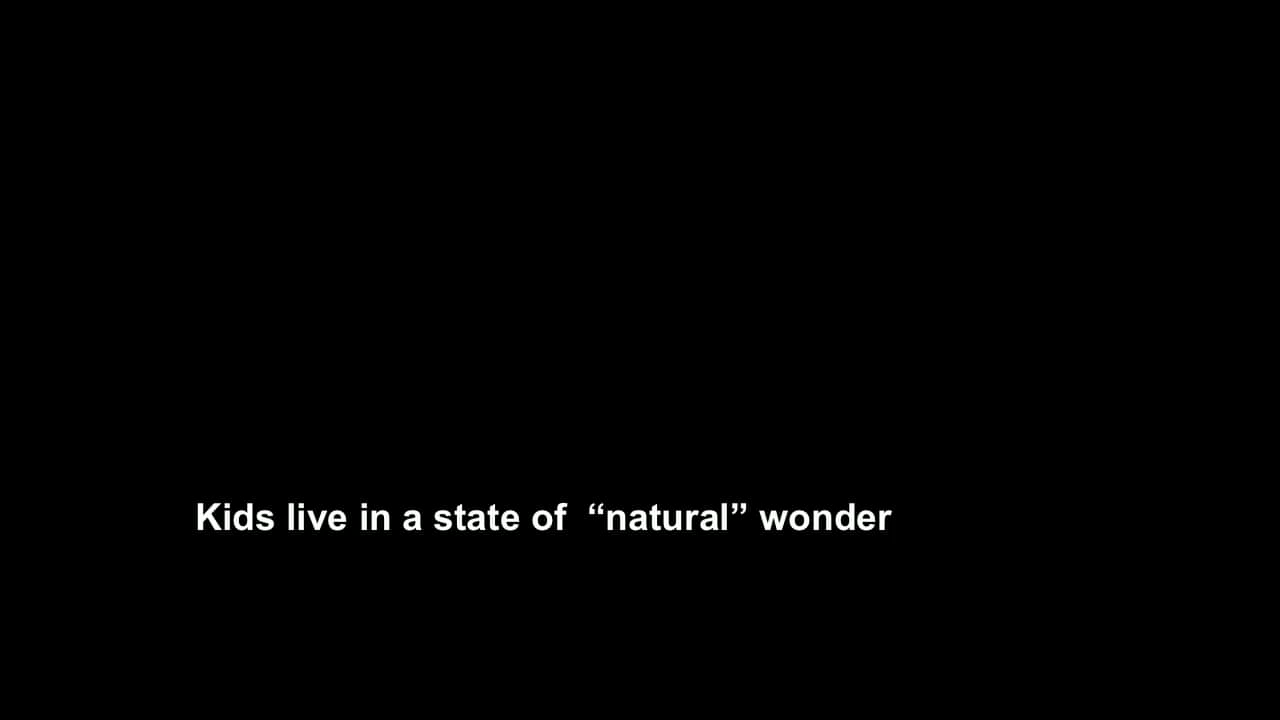 Kids live in a state of  “natural” wonder